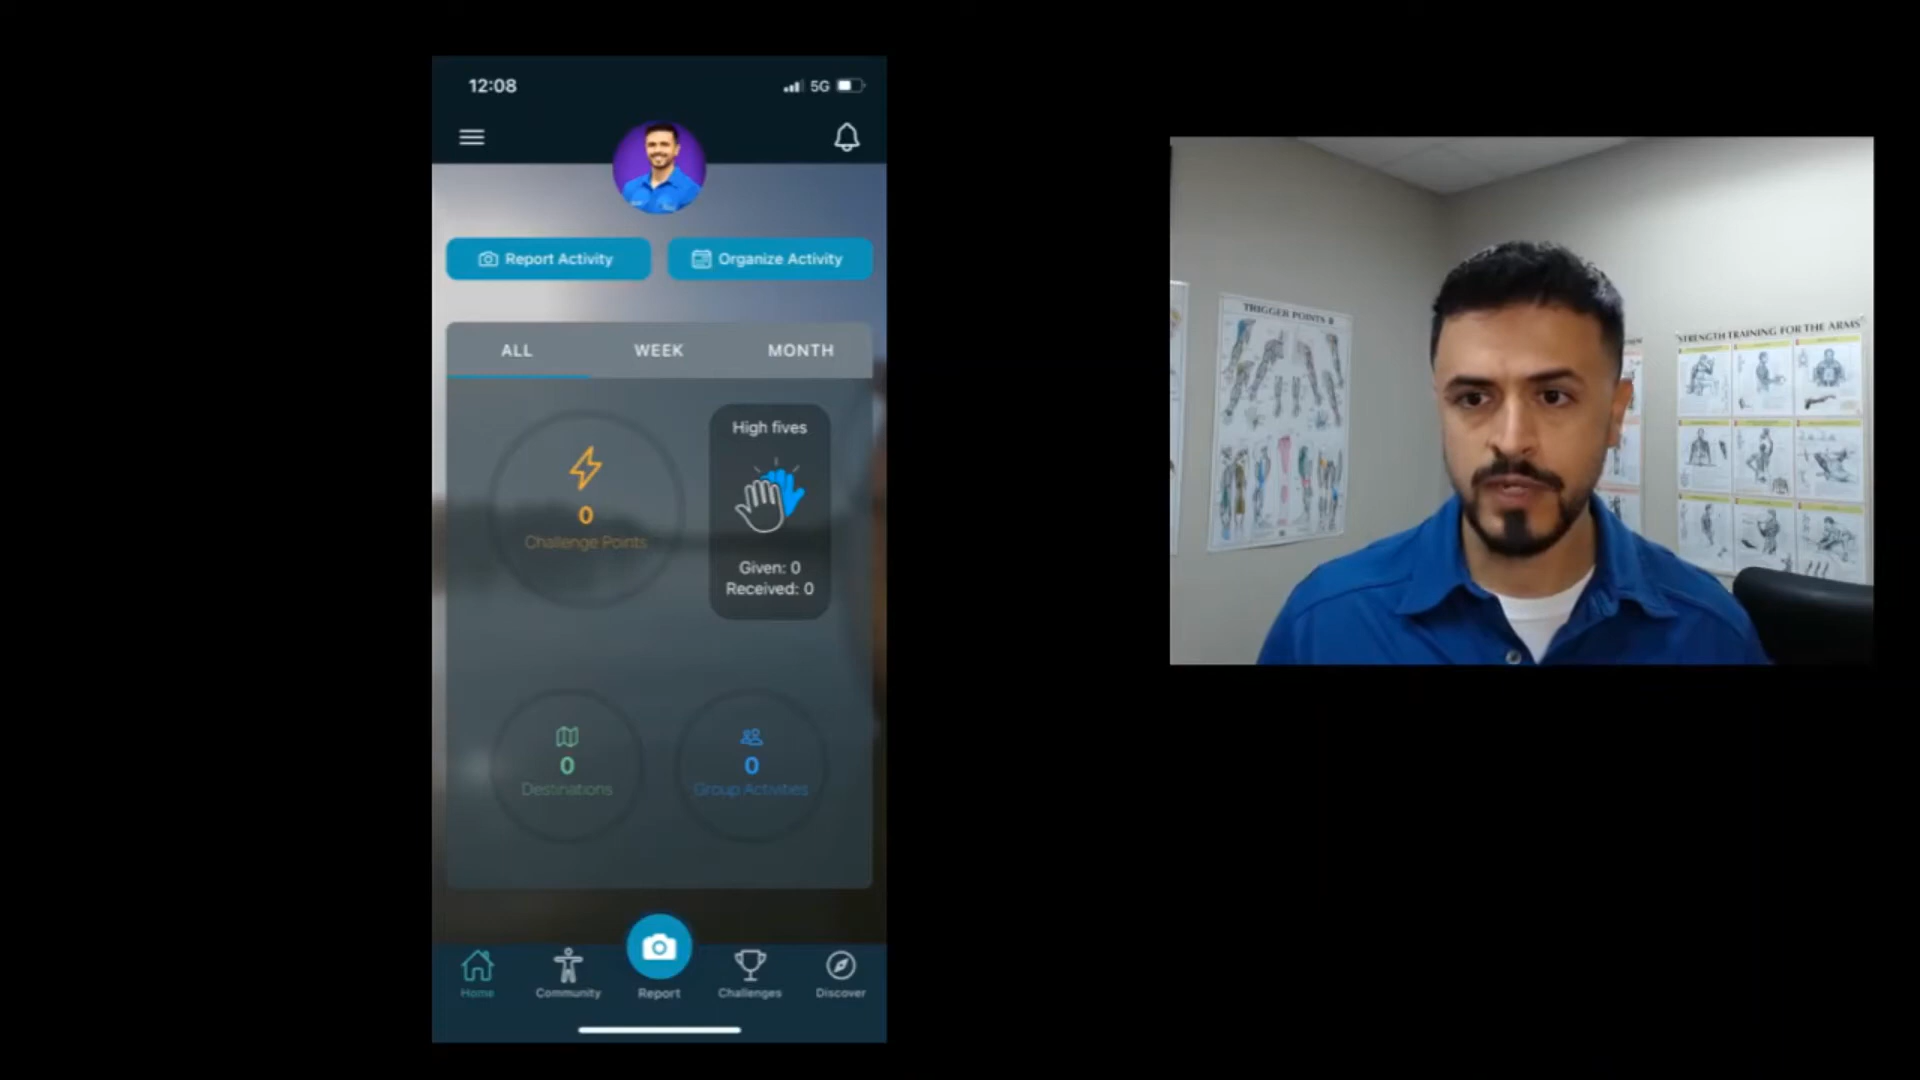 12:08
5G
Report Activity
Organize Activity
ALL
WEEK
MONTH
0
Challenge Points
High fives
Given: 0
Received: 0
0
Destinations
0
Group Activities
Home
Community
Report
Challenges
Discover
TRIGGER POINTS II
STRENGTH TRAINING FOR THE ARMS